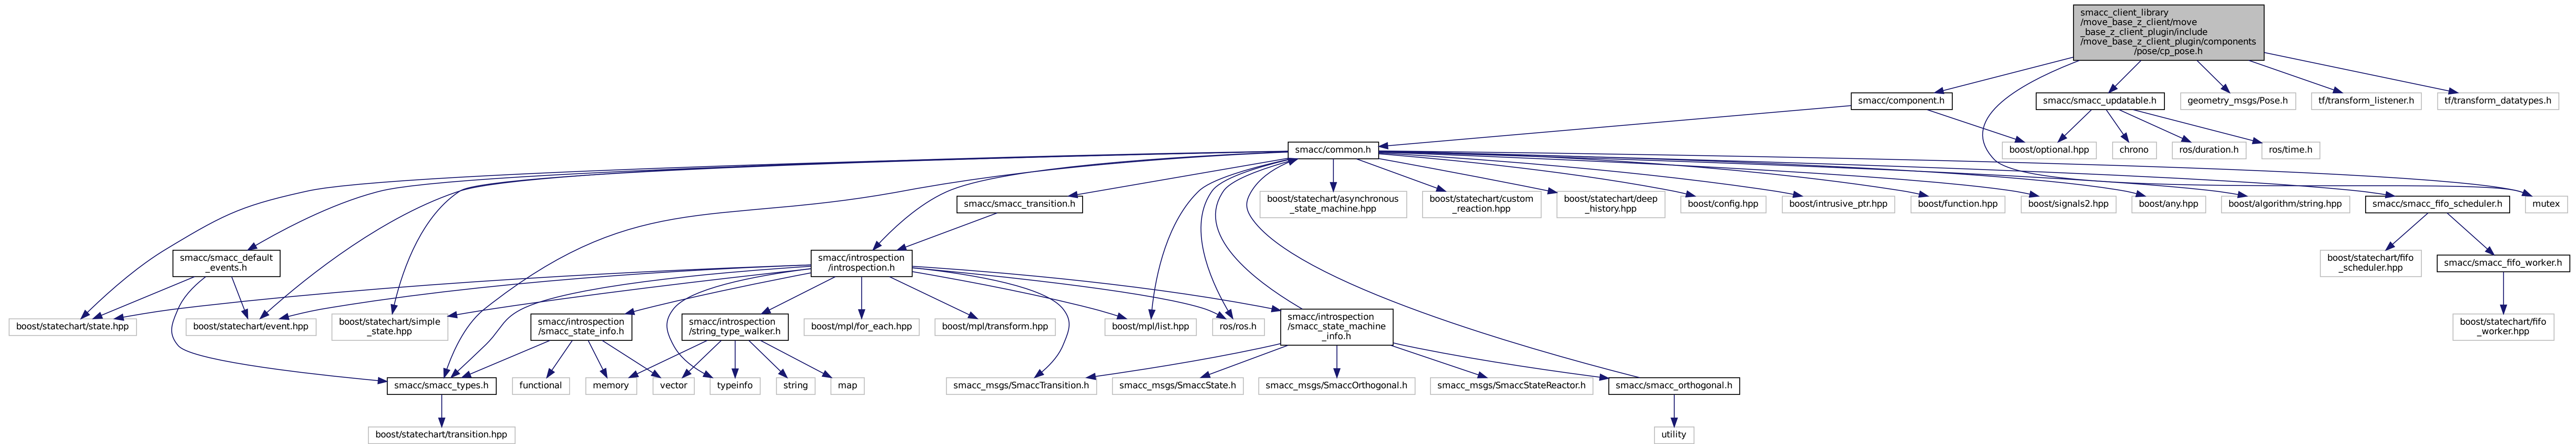 smacc_client_library
/move_base_z_client/move
_base_z_client_plugin/include
/move_base_z_client_plugin/components
/pose/cp_pose.h
smacc/component.h
smacc/smacc_updatable.h
geometry_msgs/Pose.h
tf/transform_listener.h
tf/transform_datatypes.h
smacc/common.h
boost/optional.hpp
chrono
ros/duration.h
ros/time.h
smacc/smacc_transition.h
boost/statechart/asynchronous
_state_machine.hpp
boost/statechart/custom
_reaction.hpp
boost/statechart/deep
_history.hpp
boost/config.hpp
boost/intrusive_ptr.hpp
boost/function.hpp
boost/signals2.hpp
boost/any.hpp
boost/algorithm/string.hpp
smacc/smacc_fifo_scheduler.h
mutex
smacc/smacc_default
_events.h
smacc/introspection
/introspection.h
boost/statechart/fifo
_scheduler.hpp
smacc/smacc_fifo_worker.h
boost/statechart/state.hpp
boost/statechart/event.hpp
boost/statechart/simple
_state.hpp
smacc/introspection
/smacc_state_info.h
smacc/introspection
/string_type_walker.h
boost/mpl/for_each.hpp
boost/mpl/transform.hpp
boost/mpl/list.hpp
ros/ros.h
smacc/introspection
/smacc_state_machine
_info.h
boost/statechart/fifo
_worker.hpp
smacc/smacc_types.h
functional
memory
vector
typeinfo
string
map
smacc_msgs/SmaccTransition.h
smacc_msgs/SmaccState.h
smacc_msgs/SmaccOrthogonal.h
smacc_msgs/SmaccStateReactor.h
smacc/smacc_orthogonal.h
boost/statechart/transition.hpp
utility